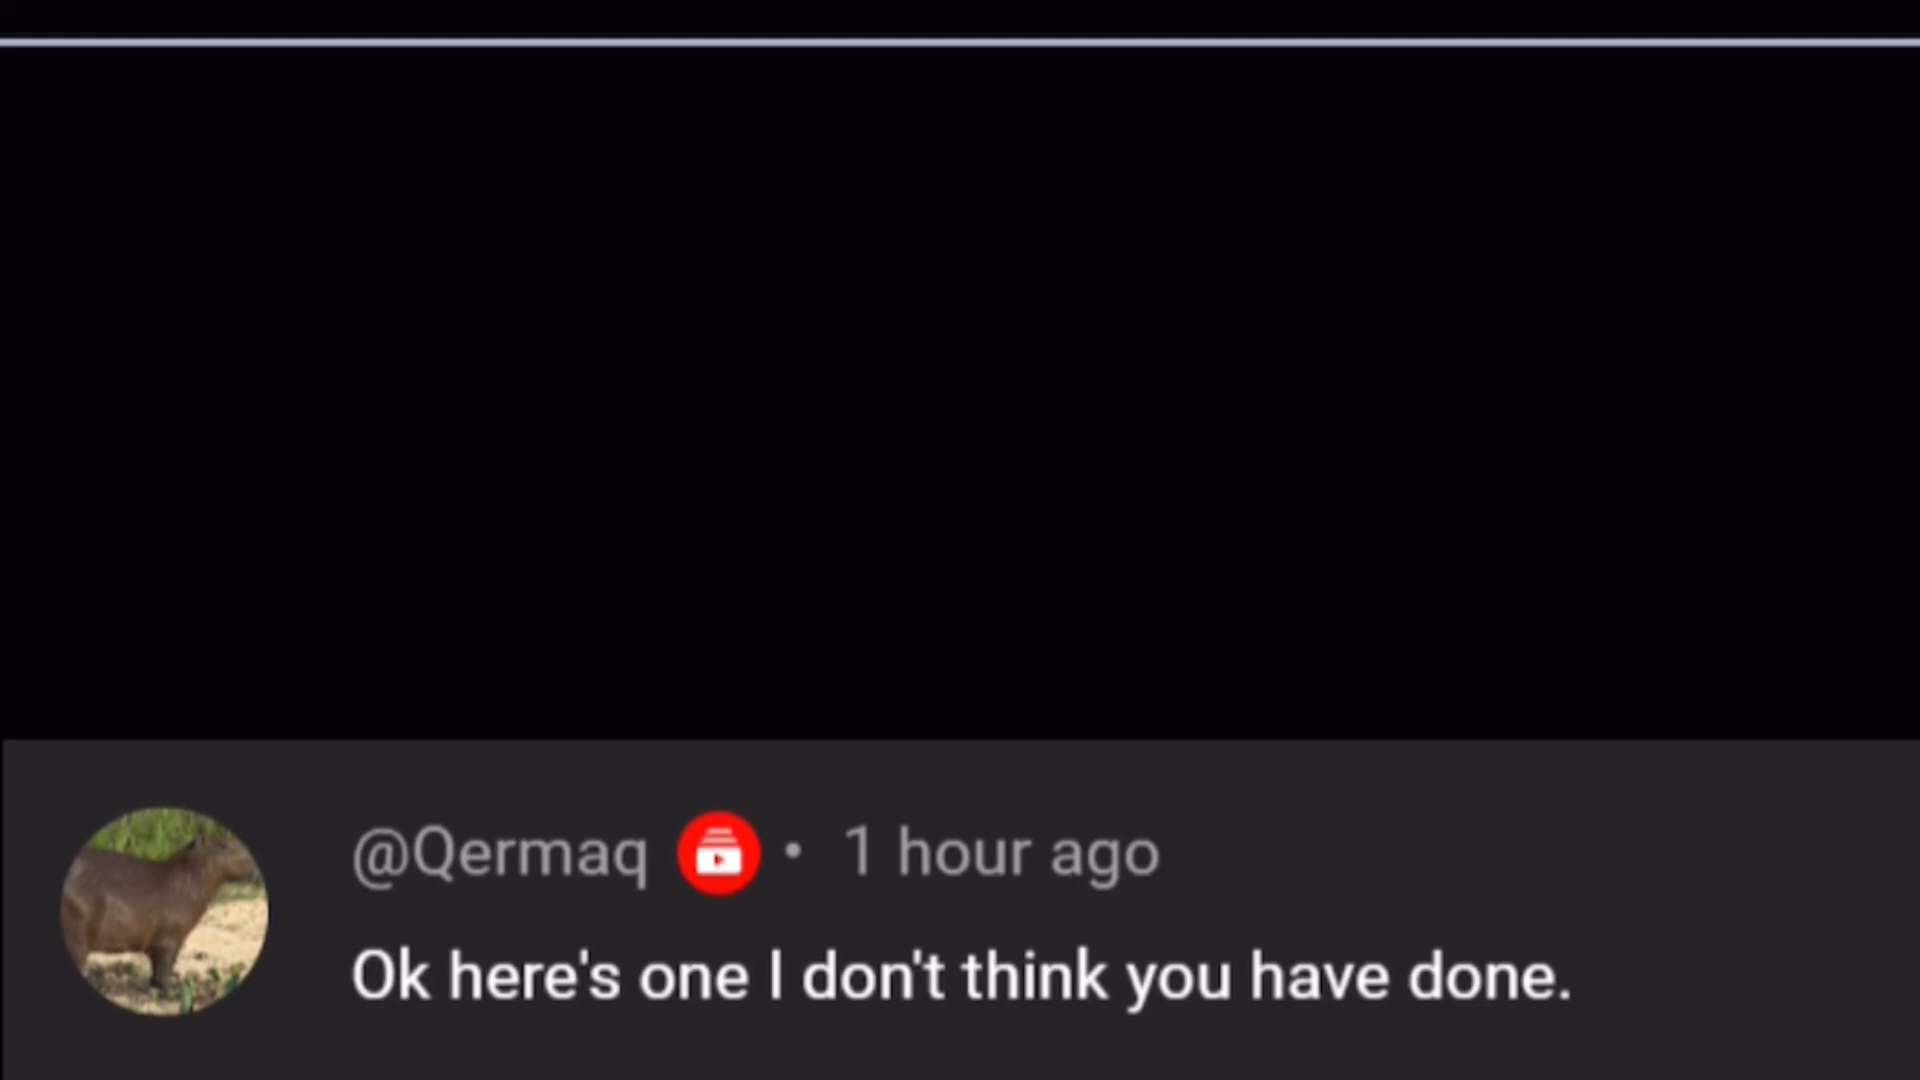 @Qermaq • 1 hour ago
Ok here's one I don't think you have done.